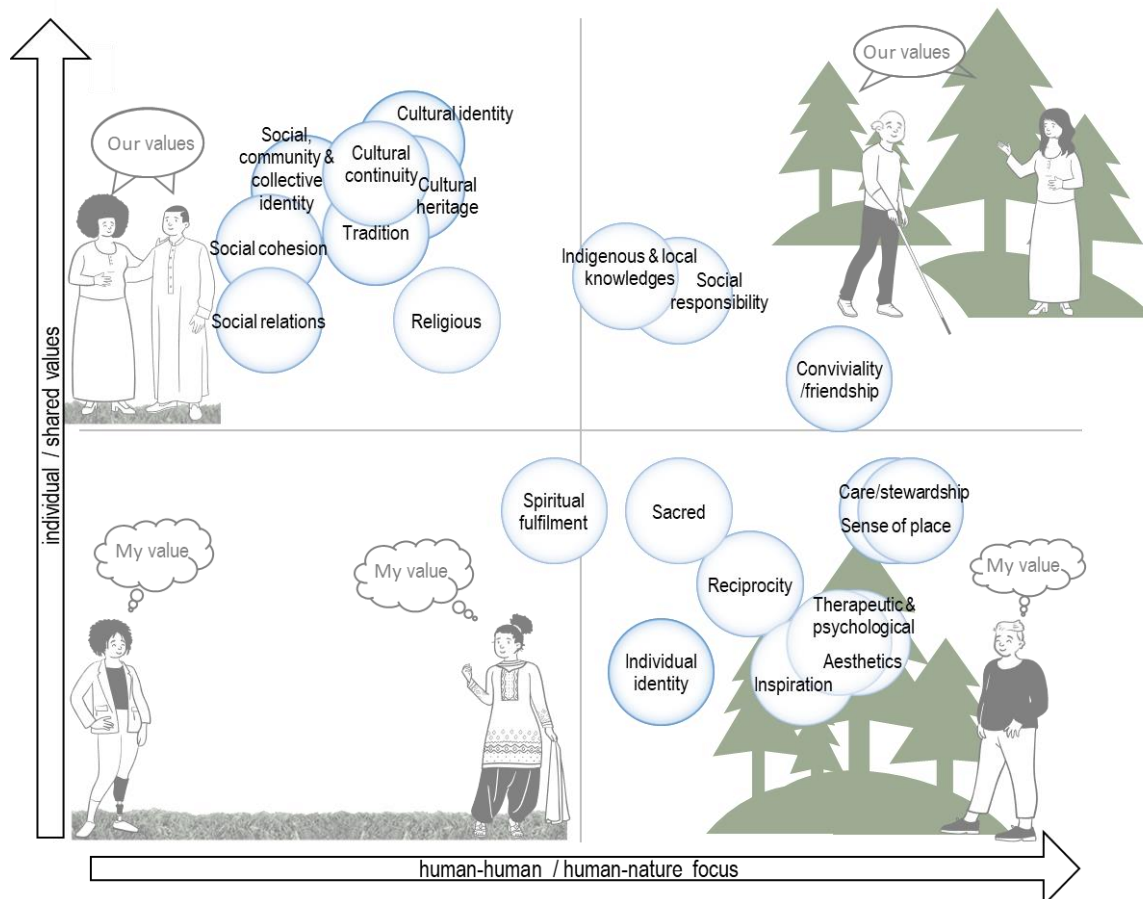 Our values
Our values
Cultural identity
Social,
community &
collective
identity
Cultural
continuity
Cultural
heritage
Social cohesion
Tradition
Indigenous & local
knowledges
Social
responsibility
Social relations
Religious
Conviviality
/friendship
individual / shared values
Spiritual
fulfilment
Sacred
Care/stewardship
Sense of place
My value
My value
My value
Reciprocity
Therapeutic &
psychological
Individual
identity
Aesthetics
Inspiration
human-human / human-nature focus